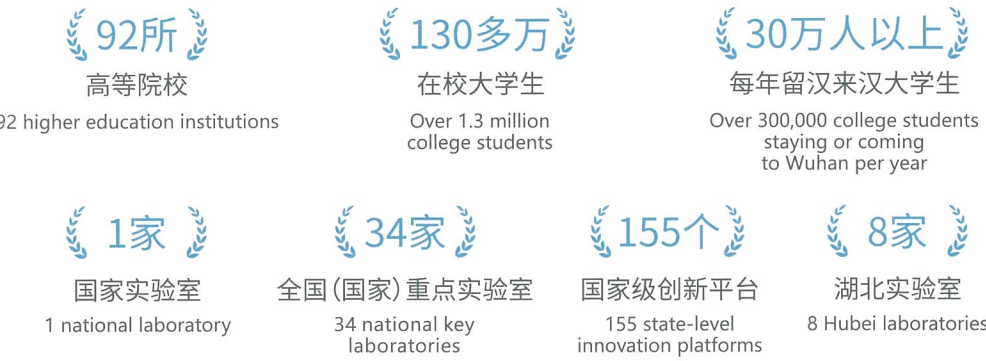 92所
130多万
30万人以上
高等院校
在校大学生
每年留汉来汉大学生
92 higher education institutions
Over 1.3 million
college students
Over 300,000 college students
staying or coming
to Wuhan per year
1家
34家
155个
8家
国家实验室
全国(国家)重点实验室
国家级创新平台
湖北实验室
1 national laboratory
34 national key
laboratories
155 state-level
innovation platforms
8 Hubei laboratories